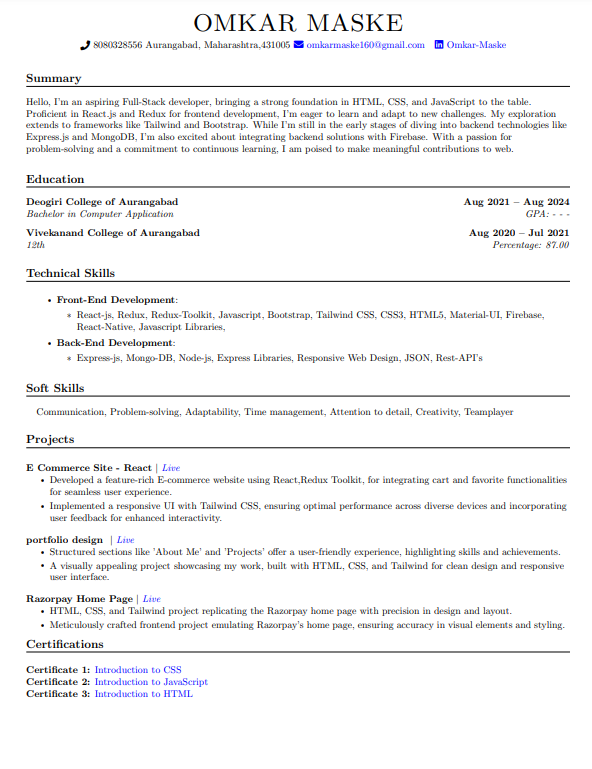 OMKAR MASKE
8080328556 Aurangabad, Maharashtra,431005 omkarmaske160@gmail.com Omkar-Maske
Summary
Hello, I'm an aspiring Full-Stack developer, bringing a strong foundation in HTML, CSS, and JavaScript to the table.
Proficient in React.js and Redux for frontend development, I'm eager to learn and adapt to new challenges. My exploration
extends to frameworks like Tailwind and Bootstrap. While I'm still in the early stages of diving into backend technologies like
Express.js and MongoDB, I'm also excited about integrating backend solutions with Firebase. With a passion for
problem-solving and a commitment to continuous learning, I am poised to make meaningful contributions to web.
Education
Deogiri College of Aurangabad Aug 2021 – Aug 2024
Bachelor in Computer Application GPA: - - -
Vivekanand College of Aurangabad Aug 2020 – Jul 2021
12th Percentage: 87.00
Technical Skills
• Front-End Development:
∗ React-js, Redux, Redux-Toolkit, Javascript, Bootstrap, Tailwind CSS, CSS3, HTML5, Material-UI, Firebase,
React-Native, Javascript Libraries,
• Back-End Development:
∗ Express-js, Mongo-DB, Node-js, Express Libraries, Responsive Web Design, JSON, Rest-API's
Soft Skills
Communication, Problem-solving, Adaptability, Time management, Attention to detail, Creativity, Teamplayer
Projects
E Commerce Site - React | Live
• Developed a feature-rich E-commerce website using React,Redux Toolkit, for integrating cart and favorite functionalities
for seamless user experience.
• Implemented a responsive UI with Tailwind CSS, ensuring optimal performance across diverse devices and incorporating
user feedback for enhanced interactivity.
portfolio design | Live
• Structured sections like 'About Me' and 'Projects' offer a user-friendly experience, highlighting skills and achievements.
• A visually appealing project showcasing my work, built with HTML, CSS, and Tailwind for clean design and responsive
user interface.
Razorpay Home Page | Live
• HTML, CSS, and Tailwind project replicating the Razorpay home page with precision in design and layout.
• Meticulously crafted frontend project emulating Razorpay's home page, ensuring accuracy in visual elements and styling.
Certifications
Certificate 1: Introduction to CSS
Certificate 2: Introduction to JavaScript
Certificate 3: Introduction to HTML